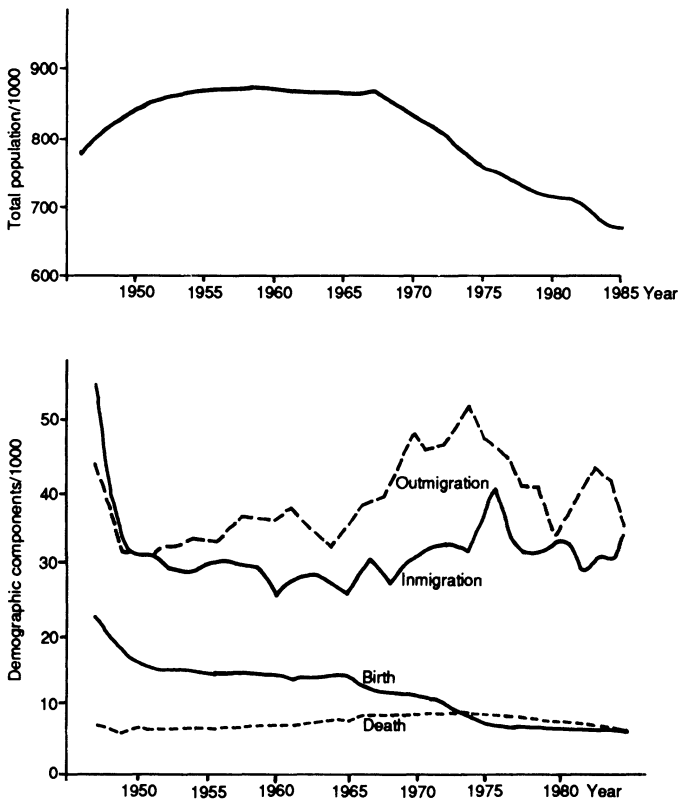 Total population/1000
900
800
700
600
1950 1955 1960 1965 1970 1975 1980 1985 Year
Demographic components/1000
50
40
30
20
10
0
Outmigration
Inmigration
Birth
Death
1950 1955 1960 1965 1970 1975 1980 Year